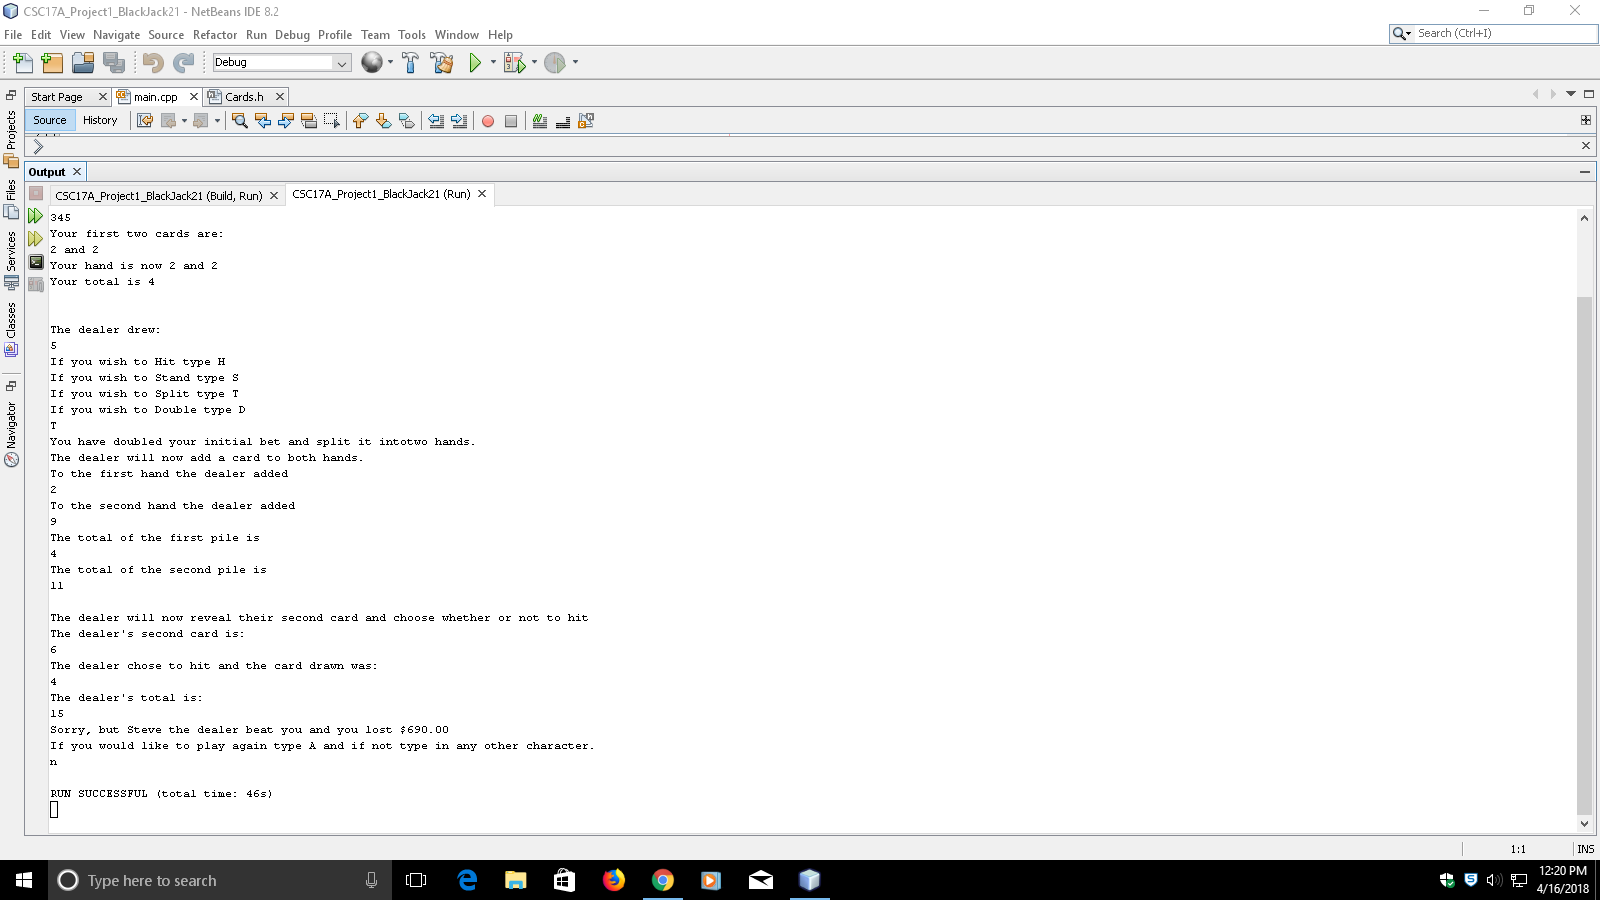 CSC17A_Project1_BlackJack21 - NetBeans IDE 8.2
File Edit View Navigate Source Refactor Run Debug Profile Team Tools Window Help
Search (Ctrl+I)
Debug
Start Page main.cpp Cards.h
Source History
Projects
Files
Services
Classes
Navigator
Output
CSC17A_Project1_BlackJack21 (Build, Run) CSC17A_Project1_BlackJack21 (Run)
345
Your first two cards are:
2 and 2
Your hand is now 2 and 2
Your total is 4
The dealer drew:
5
If you wish to Hit type H
If you wish to Stand type S
If you wish to Split type T
If you wish to Double type D
T
You have doubled your initial bet and split it intotwo hands.
The dealer will now add a card to both hands.
To the first hand the dealer added
2
To the second hand the dealer added
9
The total of the first pile is
4
The total of the second pile is
11
The dealer will now reveal their second card and choose whether or not to hit
The dealer's second card is:
6
The dealer chose to hit and the card drawn was:
4
The dealer's total is:
15
Sorry, but Steve the dealer beat you and you lost $690.00
If you would like to play again type A and if not type in any other character.
n
RUN SUCCESSFUL (total time: 46s)
1:1 INS
Type here to search
12:20 PM
4/16/2018